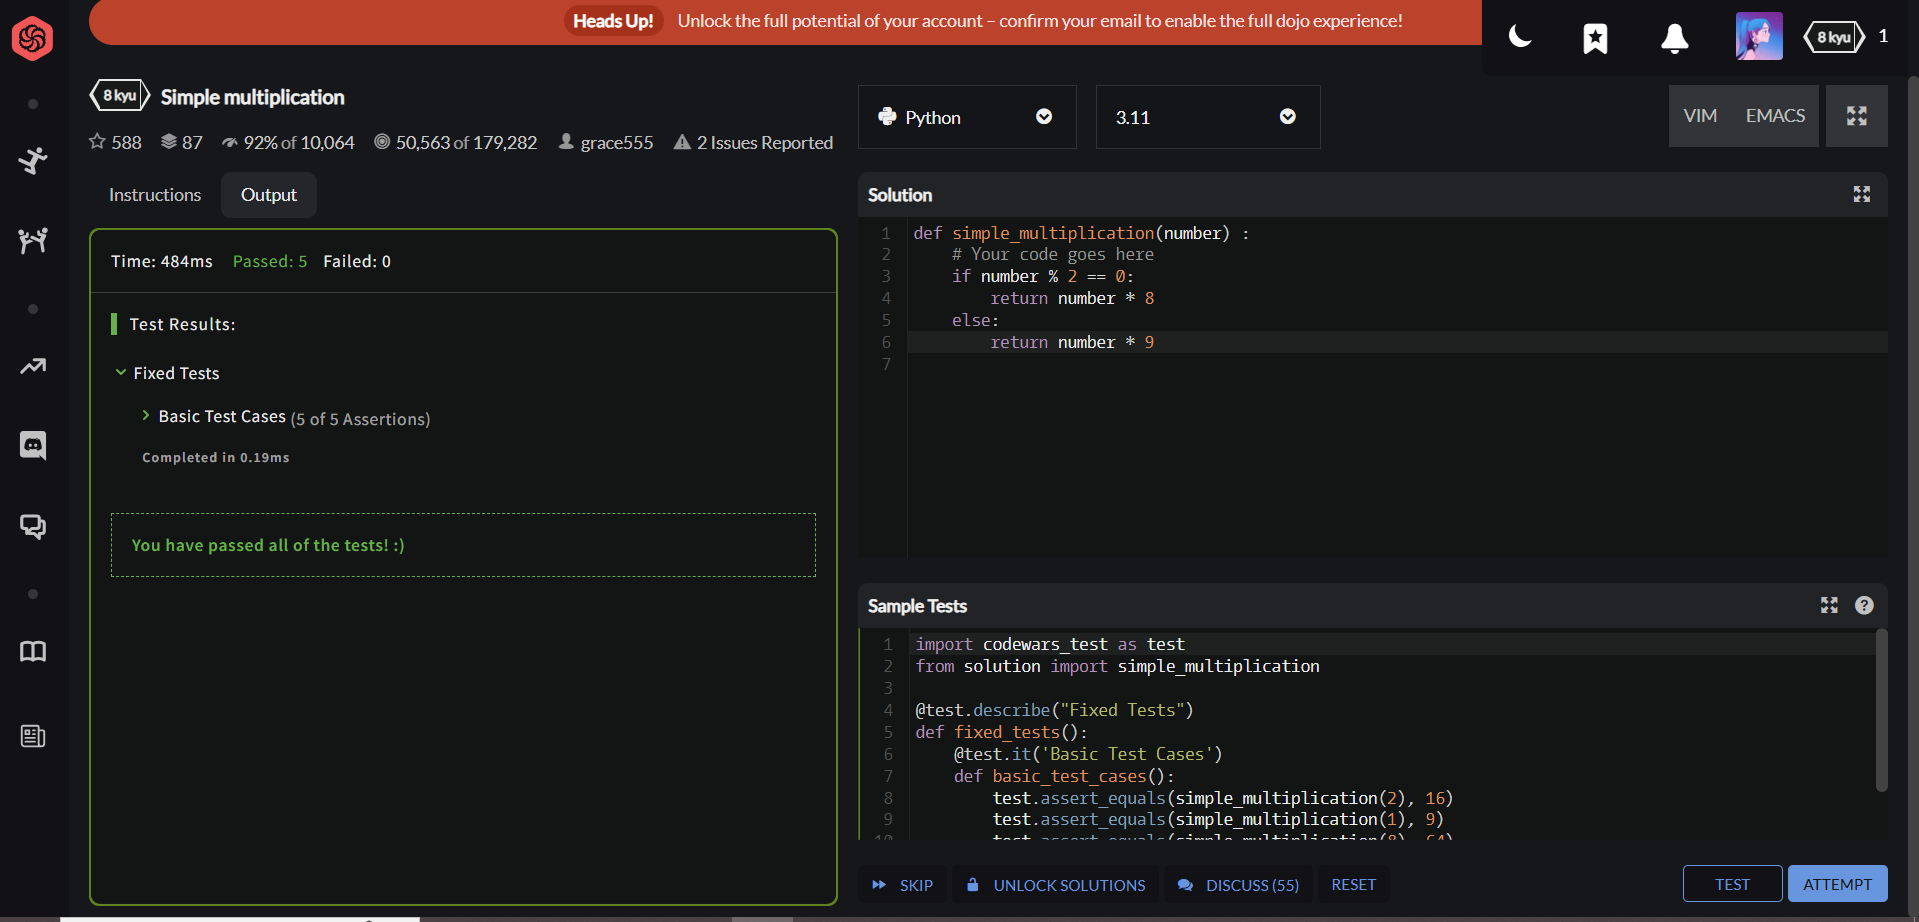 Heads Up! Unlock the full potential of your account – confirm your email to enable the full dojo experience!
8 kyu 1
8 kyu Simple multiplication
588 87 92% of 10,064 50,563 of 179,282 grace555 2 Issues Reported
Instructions Output
Time: 484ms Passed: 5 Failed: 0
Test Results:
Fixed Tests
Basic Test Cases (5 of 5 Assertions)
Completed in 0.19ms
You have passed all of the tests! :)
Python 3.11 VIM EMACS
Solution
1 def simple_multiplication(number) :
2     # Your code goes here
3     if number % 2 == 0:
4         return number * 8
5     else:
6         return number * 9
7
Sample Tests
1 import codewars_test as test
2 from solution import simple_multiplication
3
4 @test.describe("Fixed Tests")
5 def fixed_tests():
6     @test.it('Basic Test Cases')
7     def basic_test_cases():
8         test.assert_equals(simple_multiplication(2), 16)
9         test.assert_equals(simple_multiplication(1), 9)
10         test.assert_equals(simple_multiplication(8), 64)
SKIP UNLOCK SOLUTIONS DISCUSS (55) RESET TEST ATTEMPT